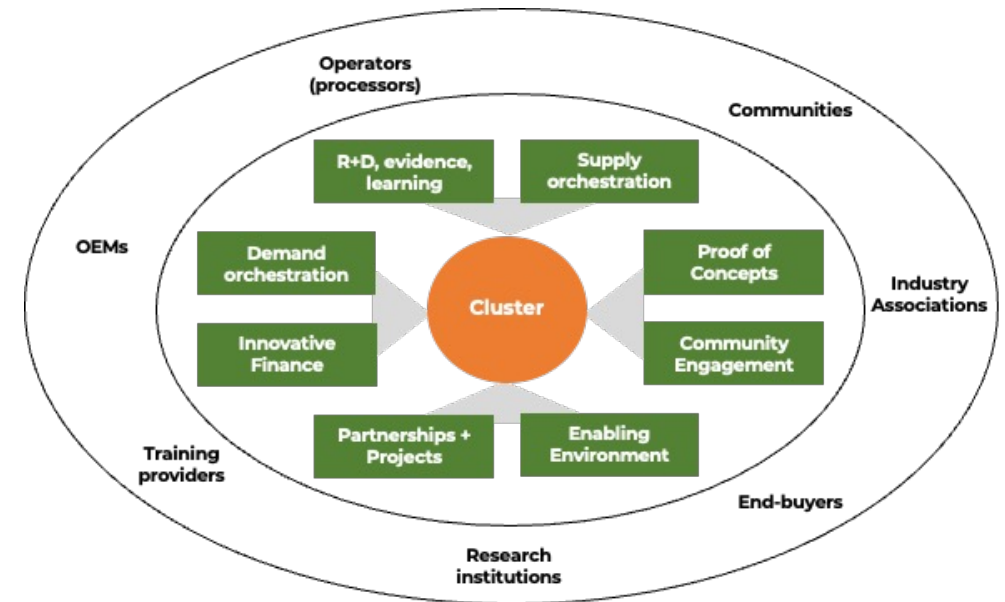 Operators
(processors)
Communities
R+D, evidence,
learning
Supply
orchestration
OEMs
Demand
orchestration
Proof of
Concepts
Industry
Associations
Cluster
Innovative
Finance
Community
Engagement
Partnerships +
Projects
Enabling
Environment
Training
providers
End-buyers
Research
institutions